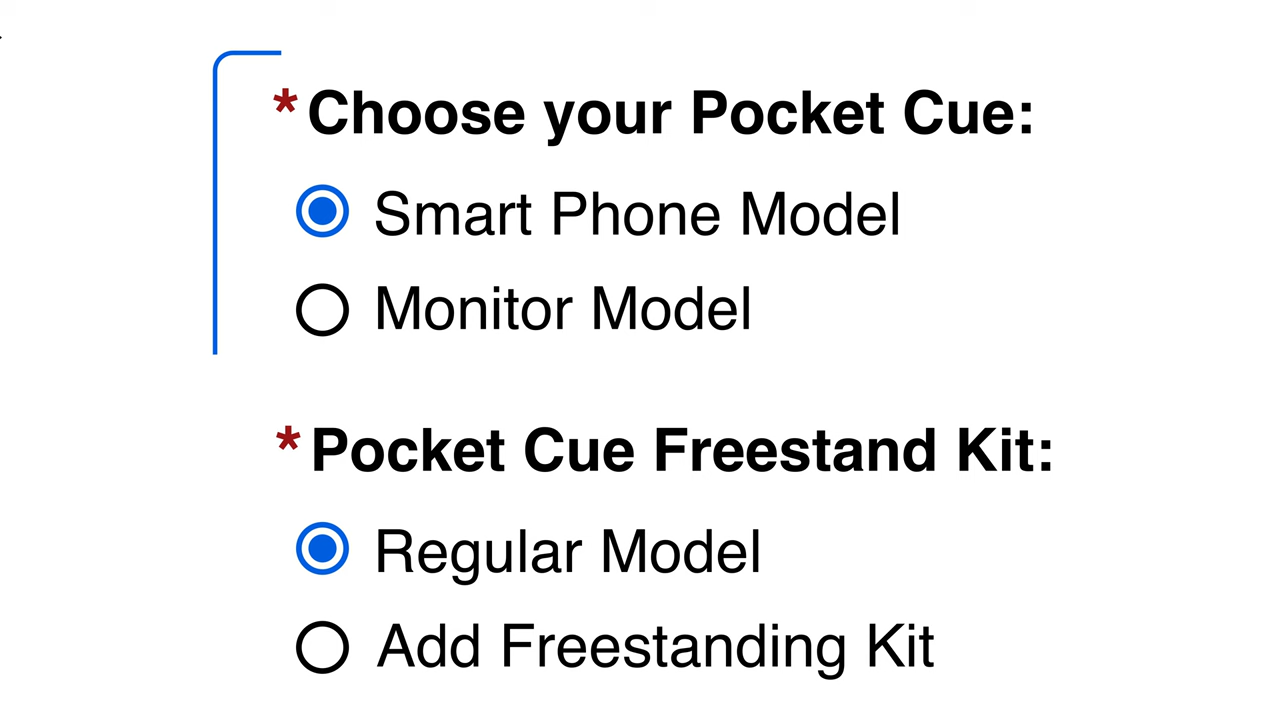 *Choose your Pocket Cue:
Smart Phone Model
Monitor Model
*Pocket Cue Freestand Kit:
Regular Model
Add Freestanding Kit